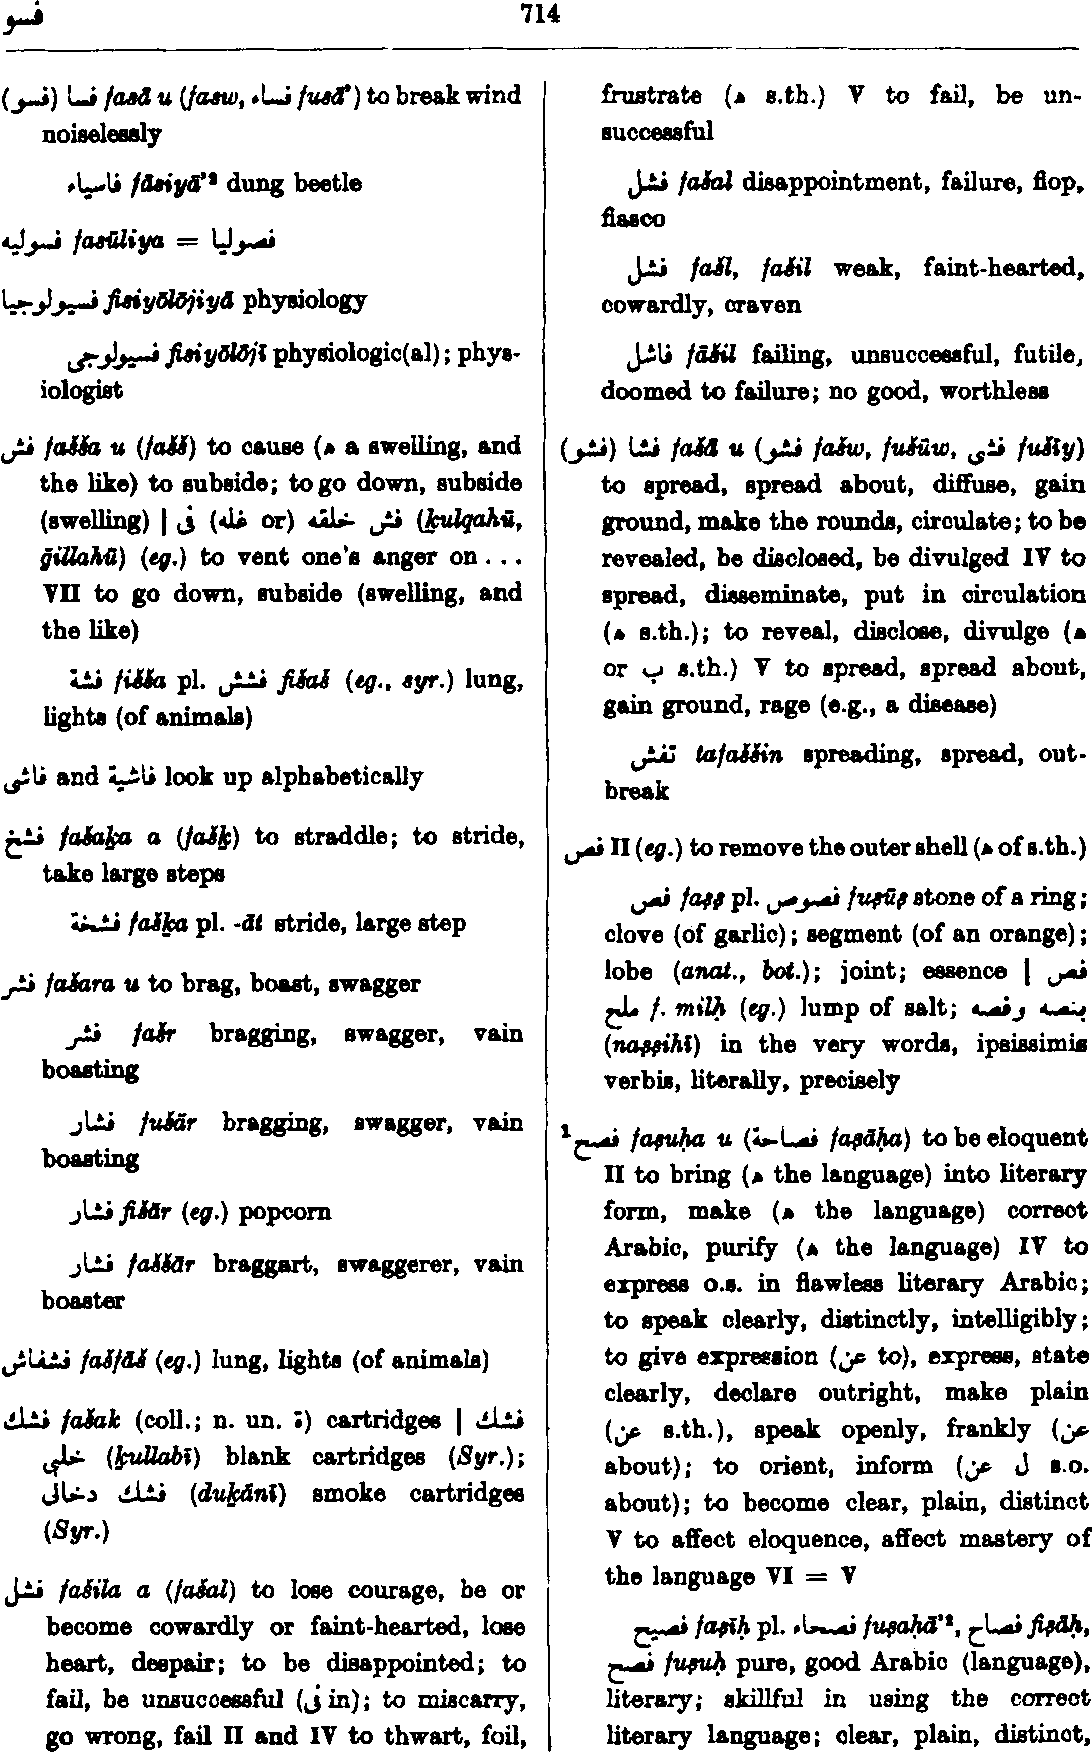 فسو 714
(فسو) فسا fasā u (fasw, فساء fusā’) to break wind
noiselessly
فاسياء fāsiyā’² dung beetle
فسوليه fasūliya = فصوليا
فسيولوجيا fisiyōlōjiyā physiology
فسيولوجى fisiyōlōjī physiologic(al); phys-
iologist
فش fašša u (fašš) to cause (ه a swelling, and
the like) to subside; to go down, subside
(swelling) | فش خلقه (or غله) فى (ḵulqahū,
ḡillahū) (eg.) to vent one's anger on ...
VII to go down, subside (swelling, and
the like)
فشة fišša pl. فشش fišaš (eg., syr.) lung,
lights (of animals)
فاشى and فاشية look up alphabetically
فشخ fašaḵa a (fašḵ) to straddle; to stride,
take large steps
فشخة fašḵa pl. -āt stride, large step
فشر fašara u to brag, boast, swagger
فشر fašr bragging, swagger, vain
boasting
فشار fušār bragging, swagger, vain
boasting
فشار fišār (eg.) popcorn
فشار faššār braggart, swaggerer, vain
boaster
فشفاش fašfāš (eg.) lung, lights (of animals)
فشك fašak (coll.; n. un. ة) cartridges | فشك
خلبى (ḵullabī) blank cartridges (Syr.);
فشك دخانى (duḵānī) smoke cartridges
(Syr.)
فشل fašila a (fašal) to lose courage, be or
become cowardly or faint-hearted, lose
heart, despair; to be disappointed; to
fail, be unsuccessful (فى in); to miscarry,
go wrong, fail II and IV to thwart, foil,
frustrate (ه s.th.) V to fail, be un-
successful
فشل fašal disappointment, failure, flop,
fiasco
فشل fašl, fašil weak, faint-hearted,
cowardly, craven
فاشل fāšil failing, unsuccessful, futile,
doomed to failure; no good, worthless
(فشو) فشا fašā u (فشو fašw, fušūw, فشى fušīy)
to spread, spread about, diffuse, gain
ground, make the rounds, circulate; to be
revealed, be disclosed, be divulged IV to
spread, disseminate, put in circulation
(ه s.th.); to reveal, disclose, divulge (ه
or ب s.th.) V to spread, spread about,
gain ground, rage (e.g., a disease)
تفش tafaššin spreading, spread, out-
break
فص II (eg.) to remove the outer shell (ه of s.th.)
فص faṣṣ pl. فصوص fuṣūṣ stone of a ring;
clove (of garlic); segment (of an orange);
lobe (anat., bot.); joint; essence | فص
ملح f. milḥ (eg.) lump of salt; بنصه وفصه
(naṣṣihī) in the very words, ipsissimis
verbis, literally, precisely
¹فصح faṣuḥa u (فصاحة faṣāḥa) to be eloquent
II to bring (ه the language) into literary
form, make (ه the language) correct
Arabic, purify (ه the language) IV to
express o.s. in flawless literary Arabic;
to speak clearly, distinctly, intelligibly;
to give expression (عن to), express, state
clearly, declare outright, make plain
(عن s.th.), speak openly, frankly (عن
about); to orient, inform (ل عن s.o.
about); to become clear, plain, distinct
V to affect eloquence, affect mastery of
the language VI = V
فصيح faṣīḥ pl. فصحاء fuṣaḥā’², فصاح fiṣāḥ,
فصح fuṣuḥ pure, good Arabic (language),
literary; skillful in using the correct
literary language; clear, plain, distinct,